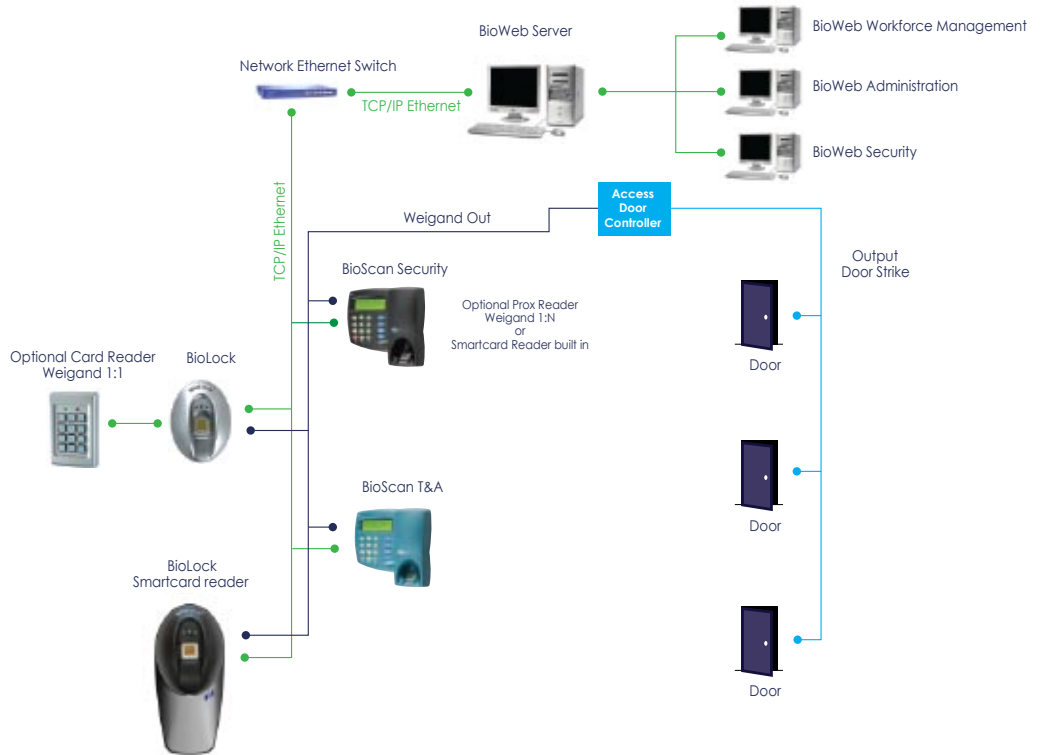 BioWeb Server
BioWeb Workforce Management
Network Ethernet Switch
TCP/IP Ethernet
BioWeb Administration
BioWeb Security
TCP/IP Ethernet
Access
Door
Controller
Weigand Out
Output
Door Strike
BioScan Security
Optional Prox Reader
Weigand 1:N
or
Smartcard Reader built in
Optional Card Reader
Weigand 1:1
BioLock
Door
BioScan T&A
Door
BioLock
Smartcard reader
Door